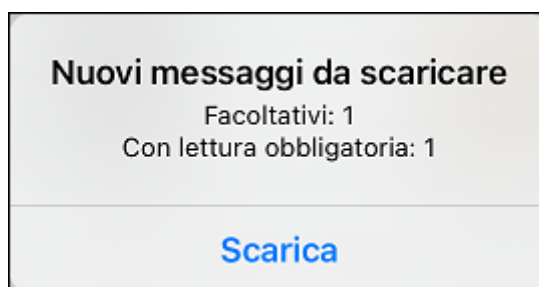 Nuovi messaggi da scaricare
Facoltativi: 1
Con lettura obbligatoria: 1
Scarica